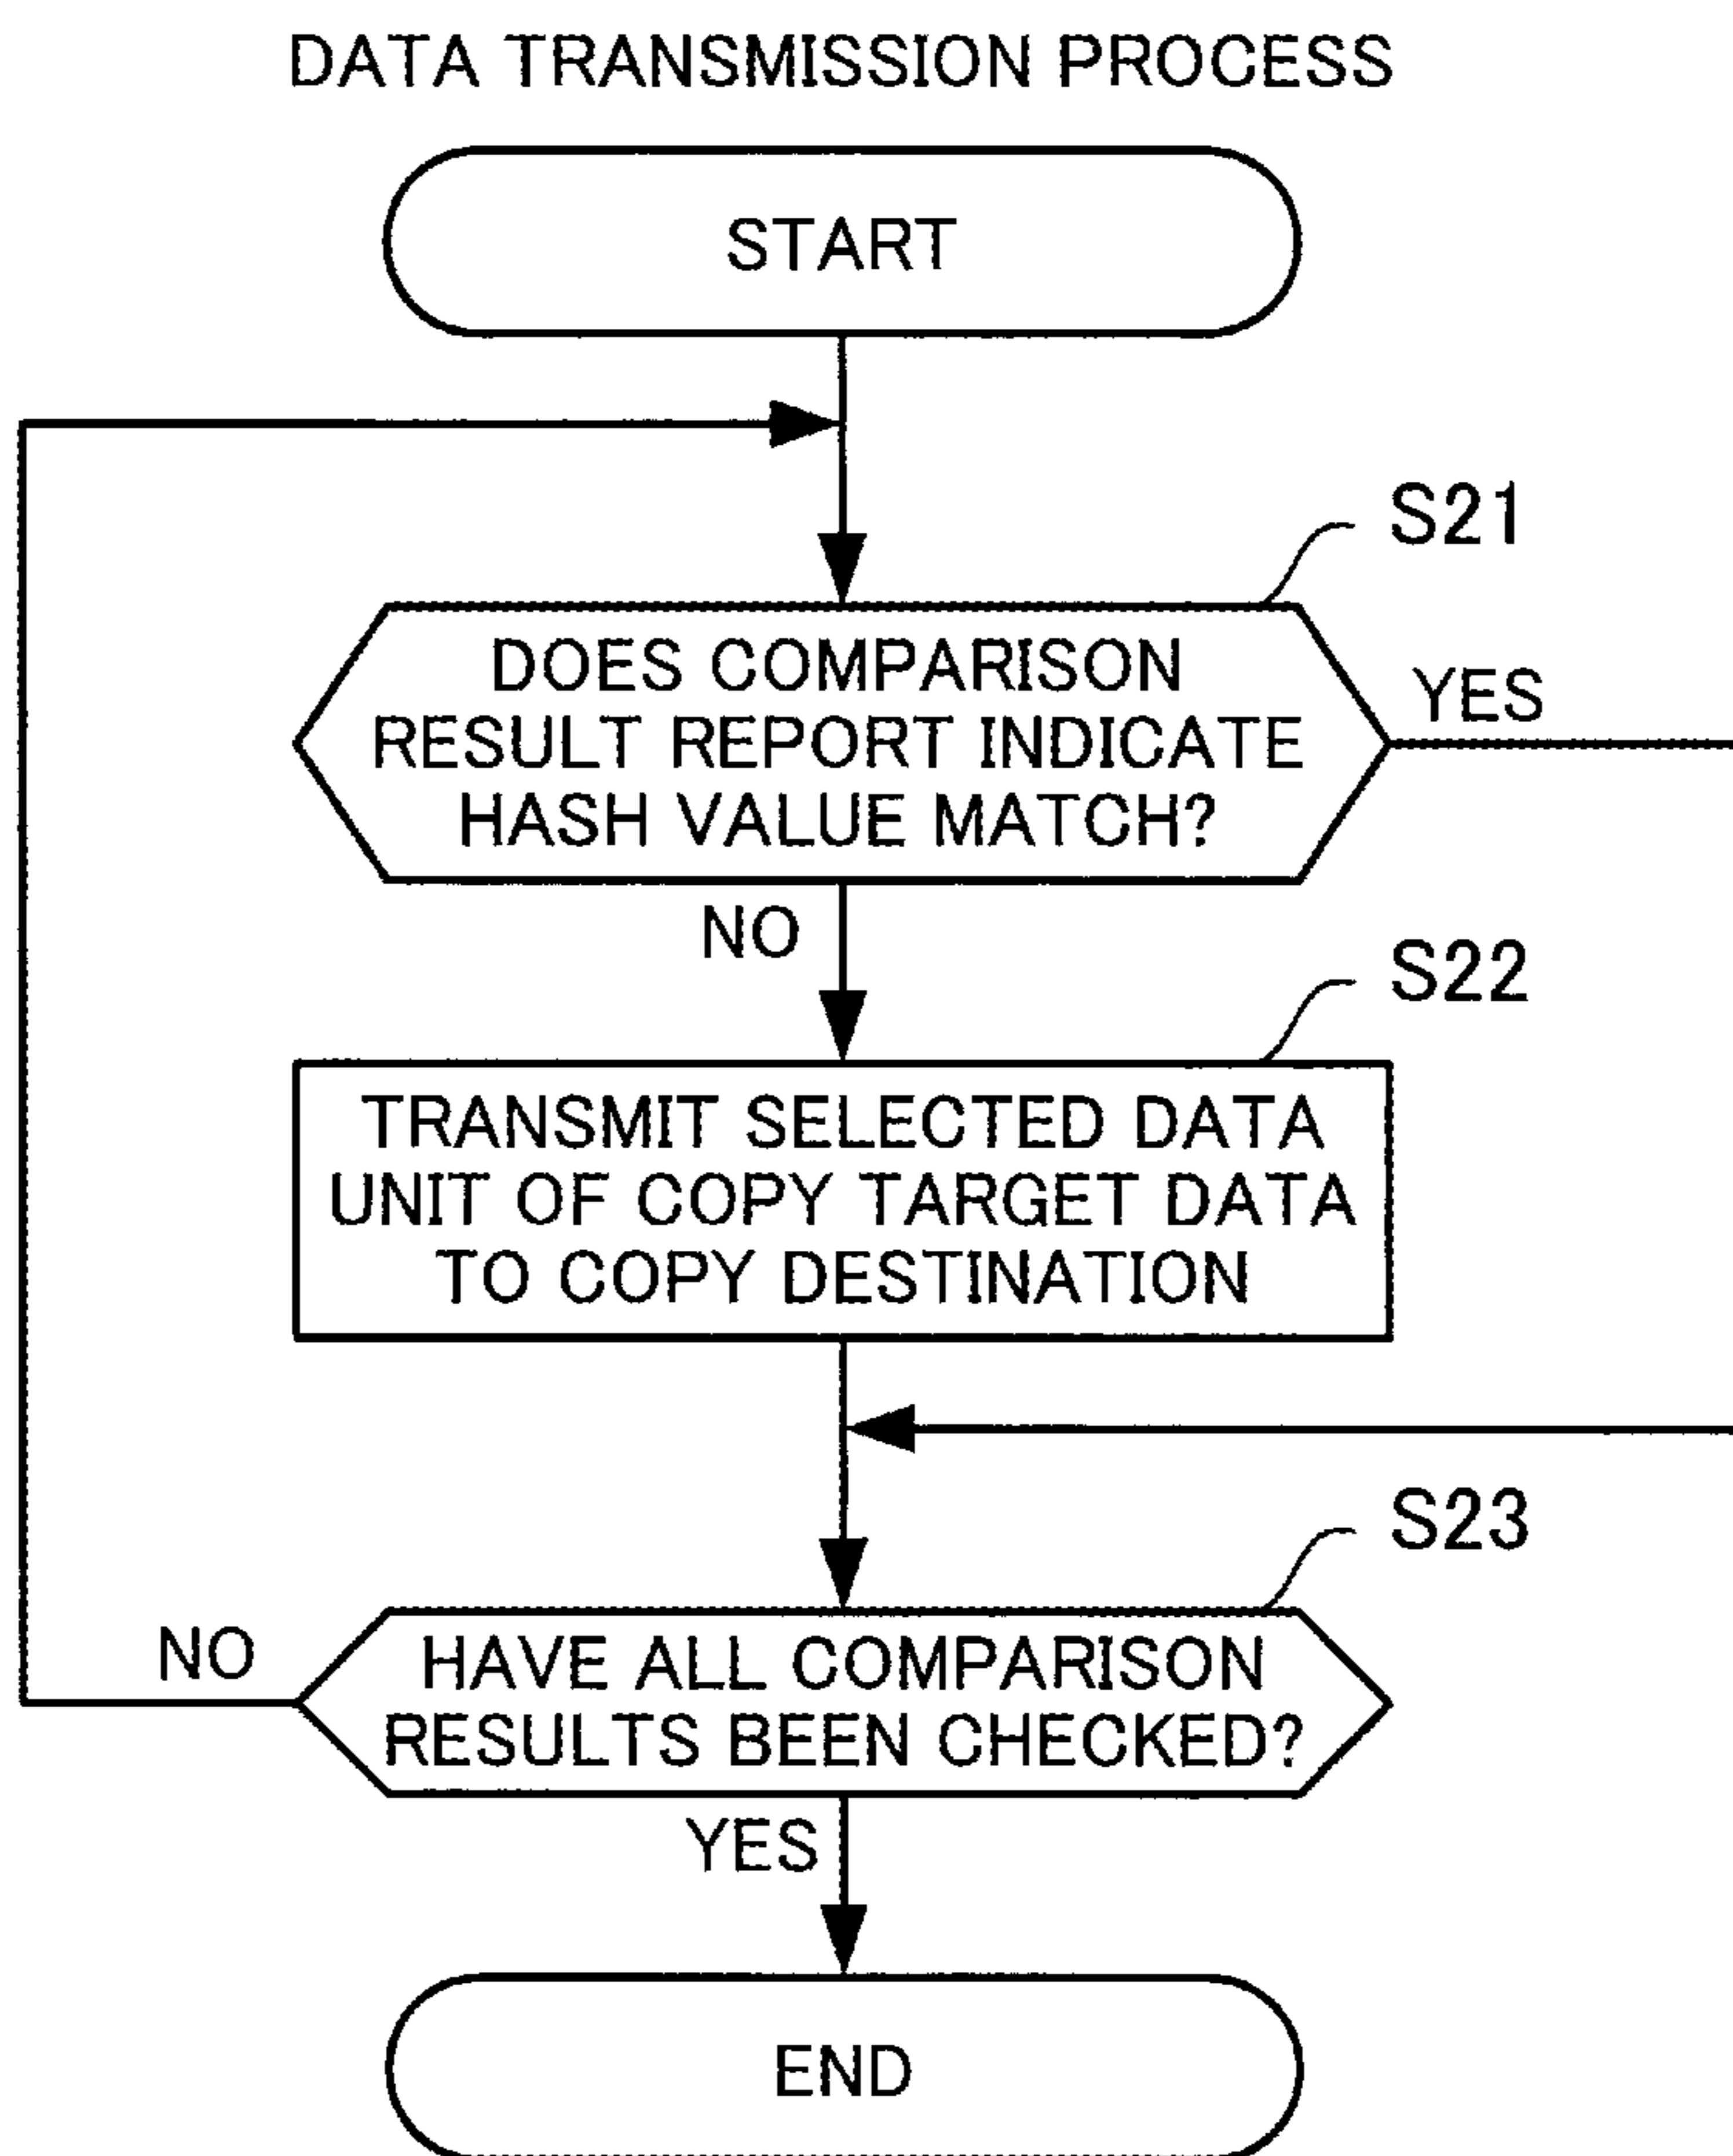 DATA TRANSMISSION PROCESS
START
S21
DOES COMPARISON
RESULT REPORT INDICATE
HASH VALUE MATCH?
YES
NO
S22
TRANSMIT SELECTED DATA
UNIT OF COPY TARGET DATA
TO COPY DESTINATION
S23
HAVE ALL COMPARISON
RESULTS BEEN CHECKED?
NO
YES
END